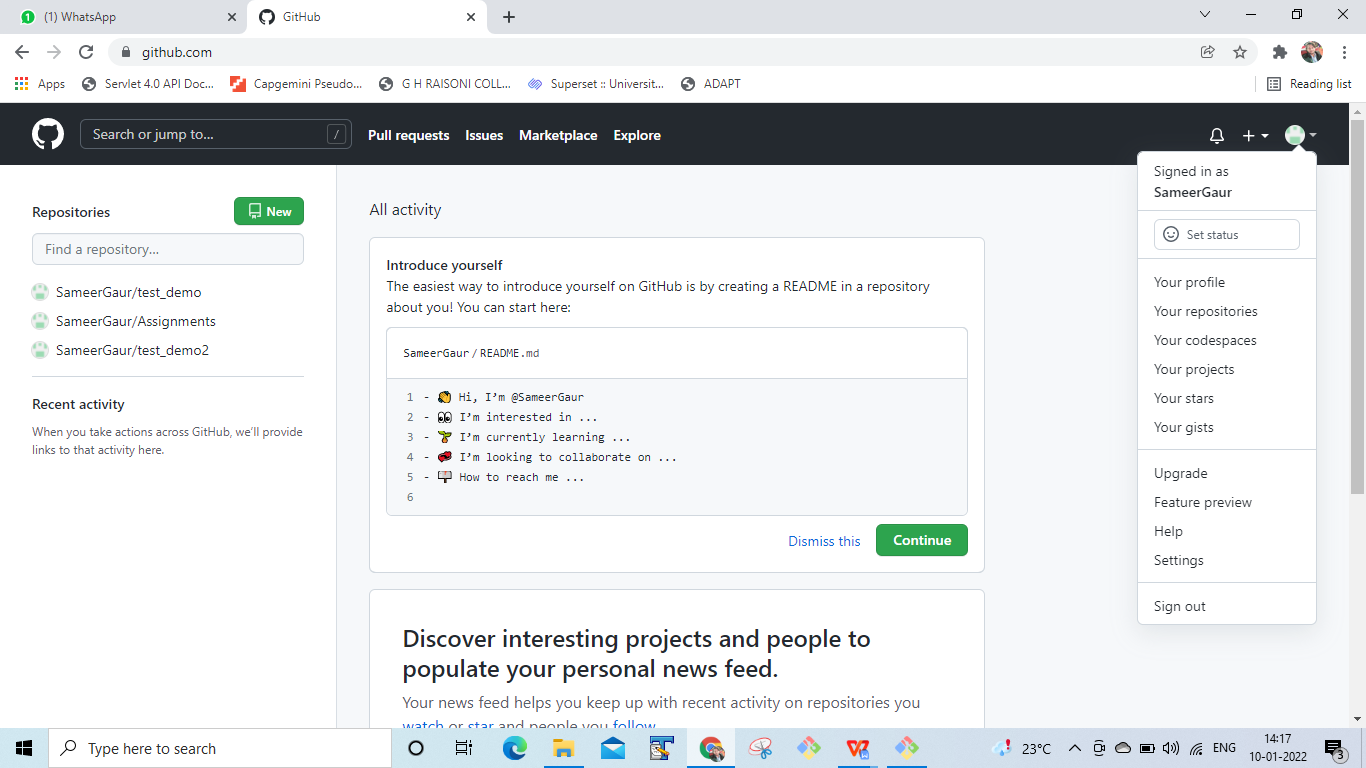 (1) WhatsApp
GitHub
github.com
Apps
Servlet 4.0 API Doc...
Capgemini Pseudo...
G H RAISONI COLL...
Superset :: Universit...
ADAPT
Reading list
Search or jump to...
/
Pull requests
Issues
Marketplace
Explore
Signed in as
SameerGaur
Set status
Your profile
Your repositories
Your codespaces
Your projects
Your stars
Your gists
Upgrade
Feature preview
Help
Settings
Sign out
Repositories
New
Find a repository...
SameerGaur/test_demo
SameerGaur/Assignments
SameerGaur/test_demo2
Recent activity
When you take actions across GitHub, we'll provide
links to that activity here.
All activity
Introduce yourself
The easiest way to introduce yourself on GitHub is by creating a README in a repository
about you! You can start here:
SameerGaur / README.md
1 - 👋 Hi, I’m @SameerGaur
2 - 👀 I’m interested in ...
3 - 🌱 I’m currently learning ...
4 - 💞️ I’m looking to collaborate on ...
5 - 📫 How to reach me ...
6
Dismiss this
Continue
Discover interesting projects and people to
populate your personal news feed.
Your news feed helps you keep up with recent activity on repositories you
watch or star and people you follow.
Type here to search
23°C
ENG
14:17
10-01-2022
3